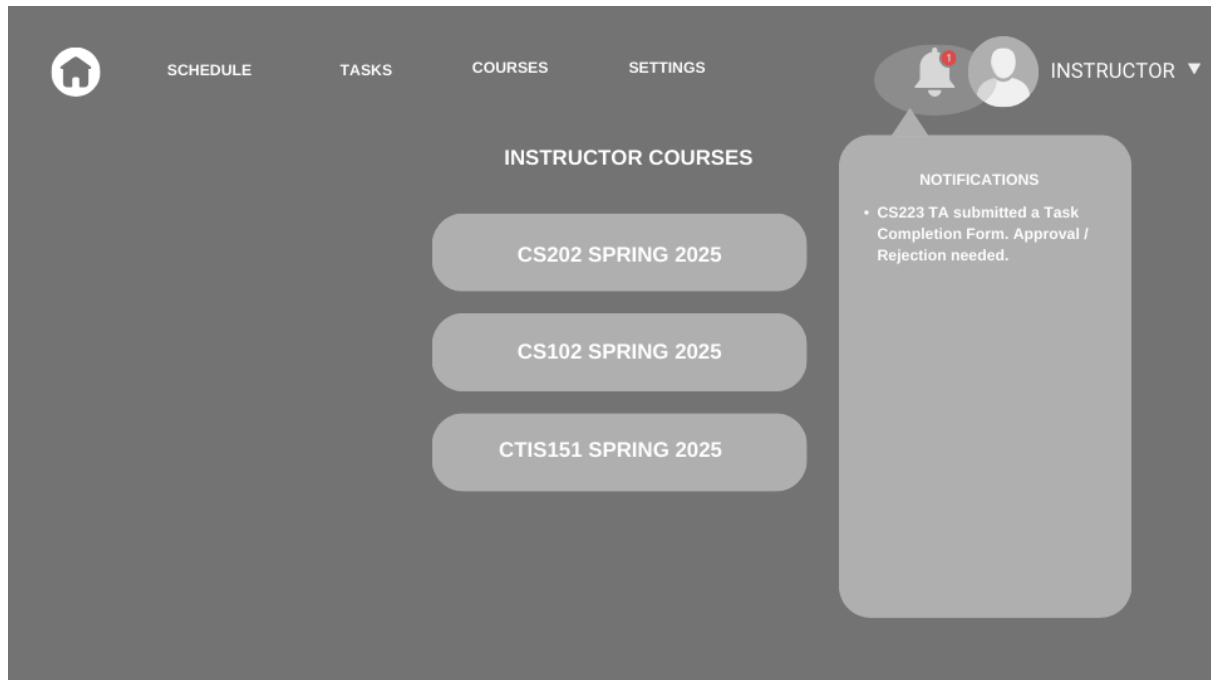 SCHEDULE
TASKS
COURSES
SETTINGS
1
INSTRUCTOR ▼
INSTRUCTOR COURSES
CS202 SPRING 2025
CS102 SPRING 2025
CTIS151 SPRING 2025
NOTIFICATIONS
• CS223 TA submitted a Task
Completion Form. Approval /
Rejection needed.